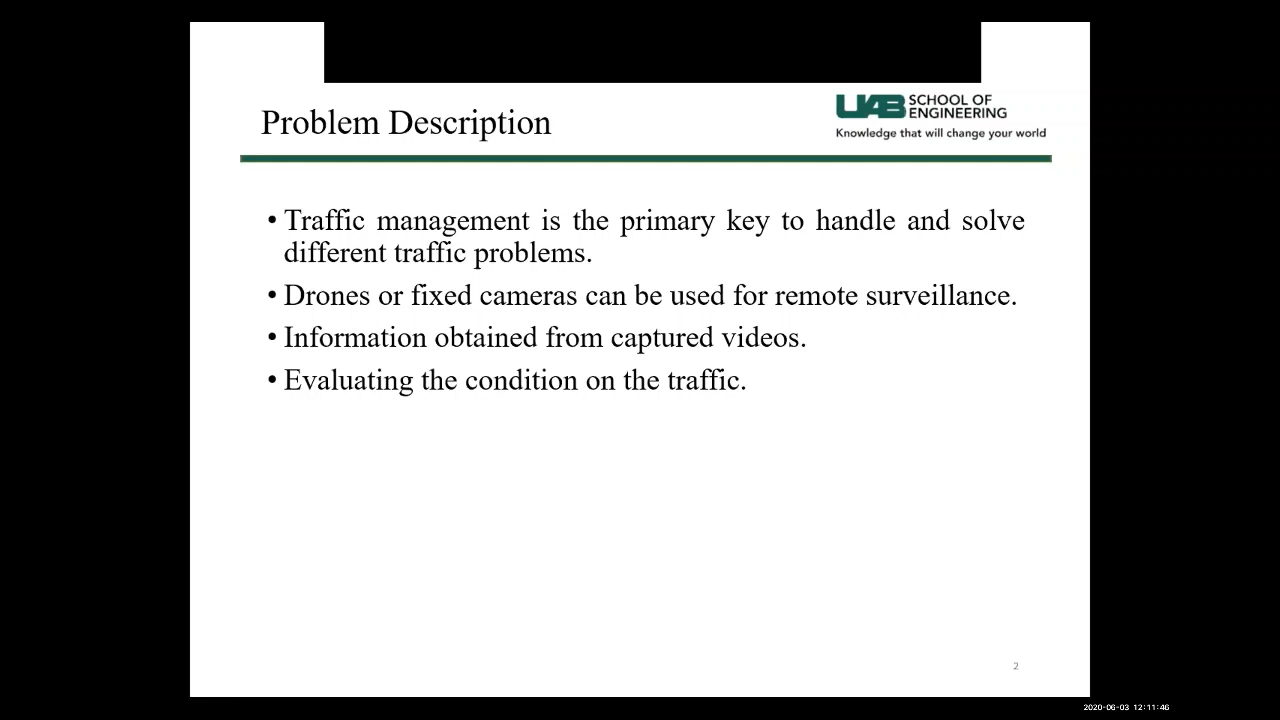 Problem Description
UAB SCHOOL OF
ENGINEERING
Knowledge that will change your world
• Traffic management is the primary key to handle and solve
different traffic problems.
• Drones or fixed cameras can be used for remote surveillance.
• Information obtained from captured videos.
• Evaluating the condition on the traffic.
2
2020-06-03 12:11:46